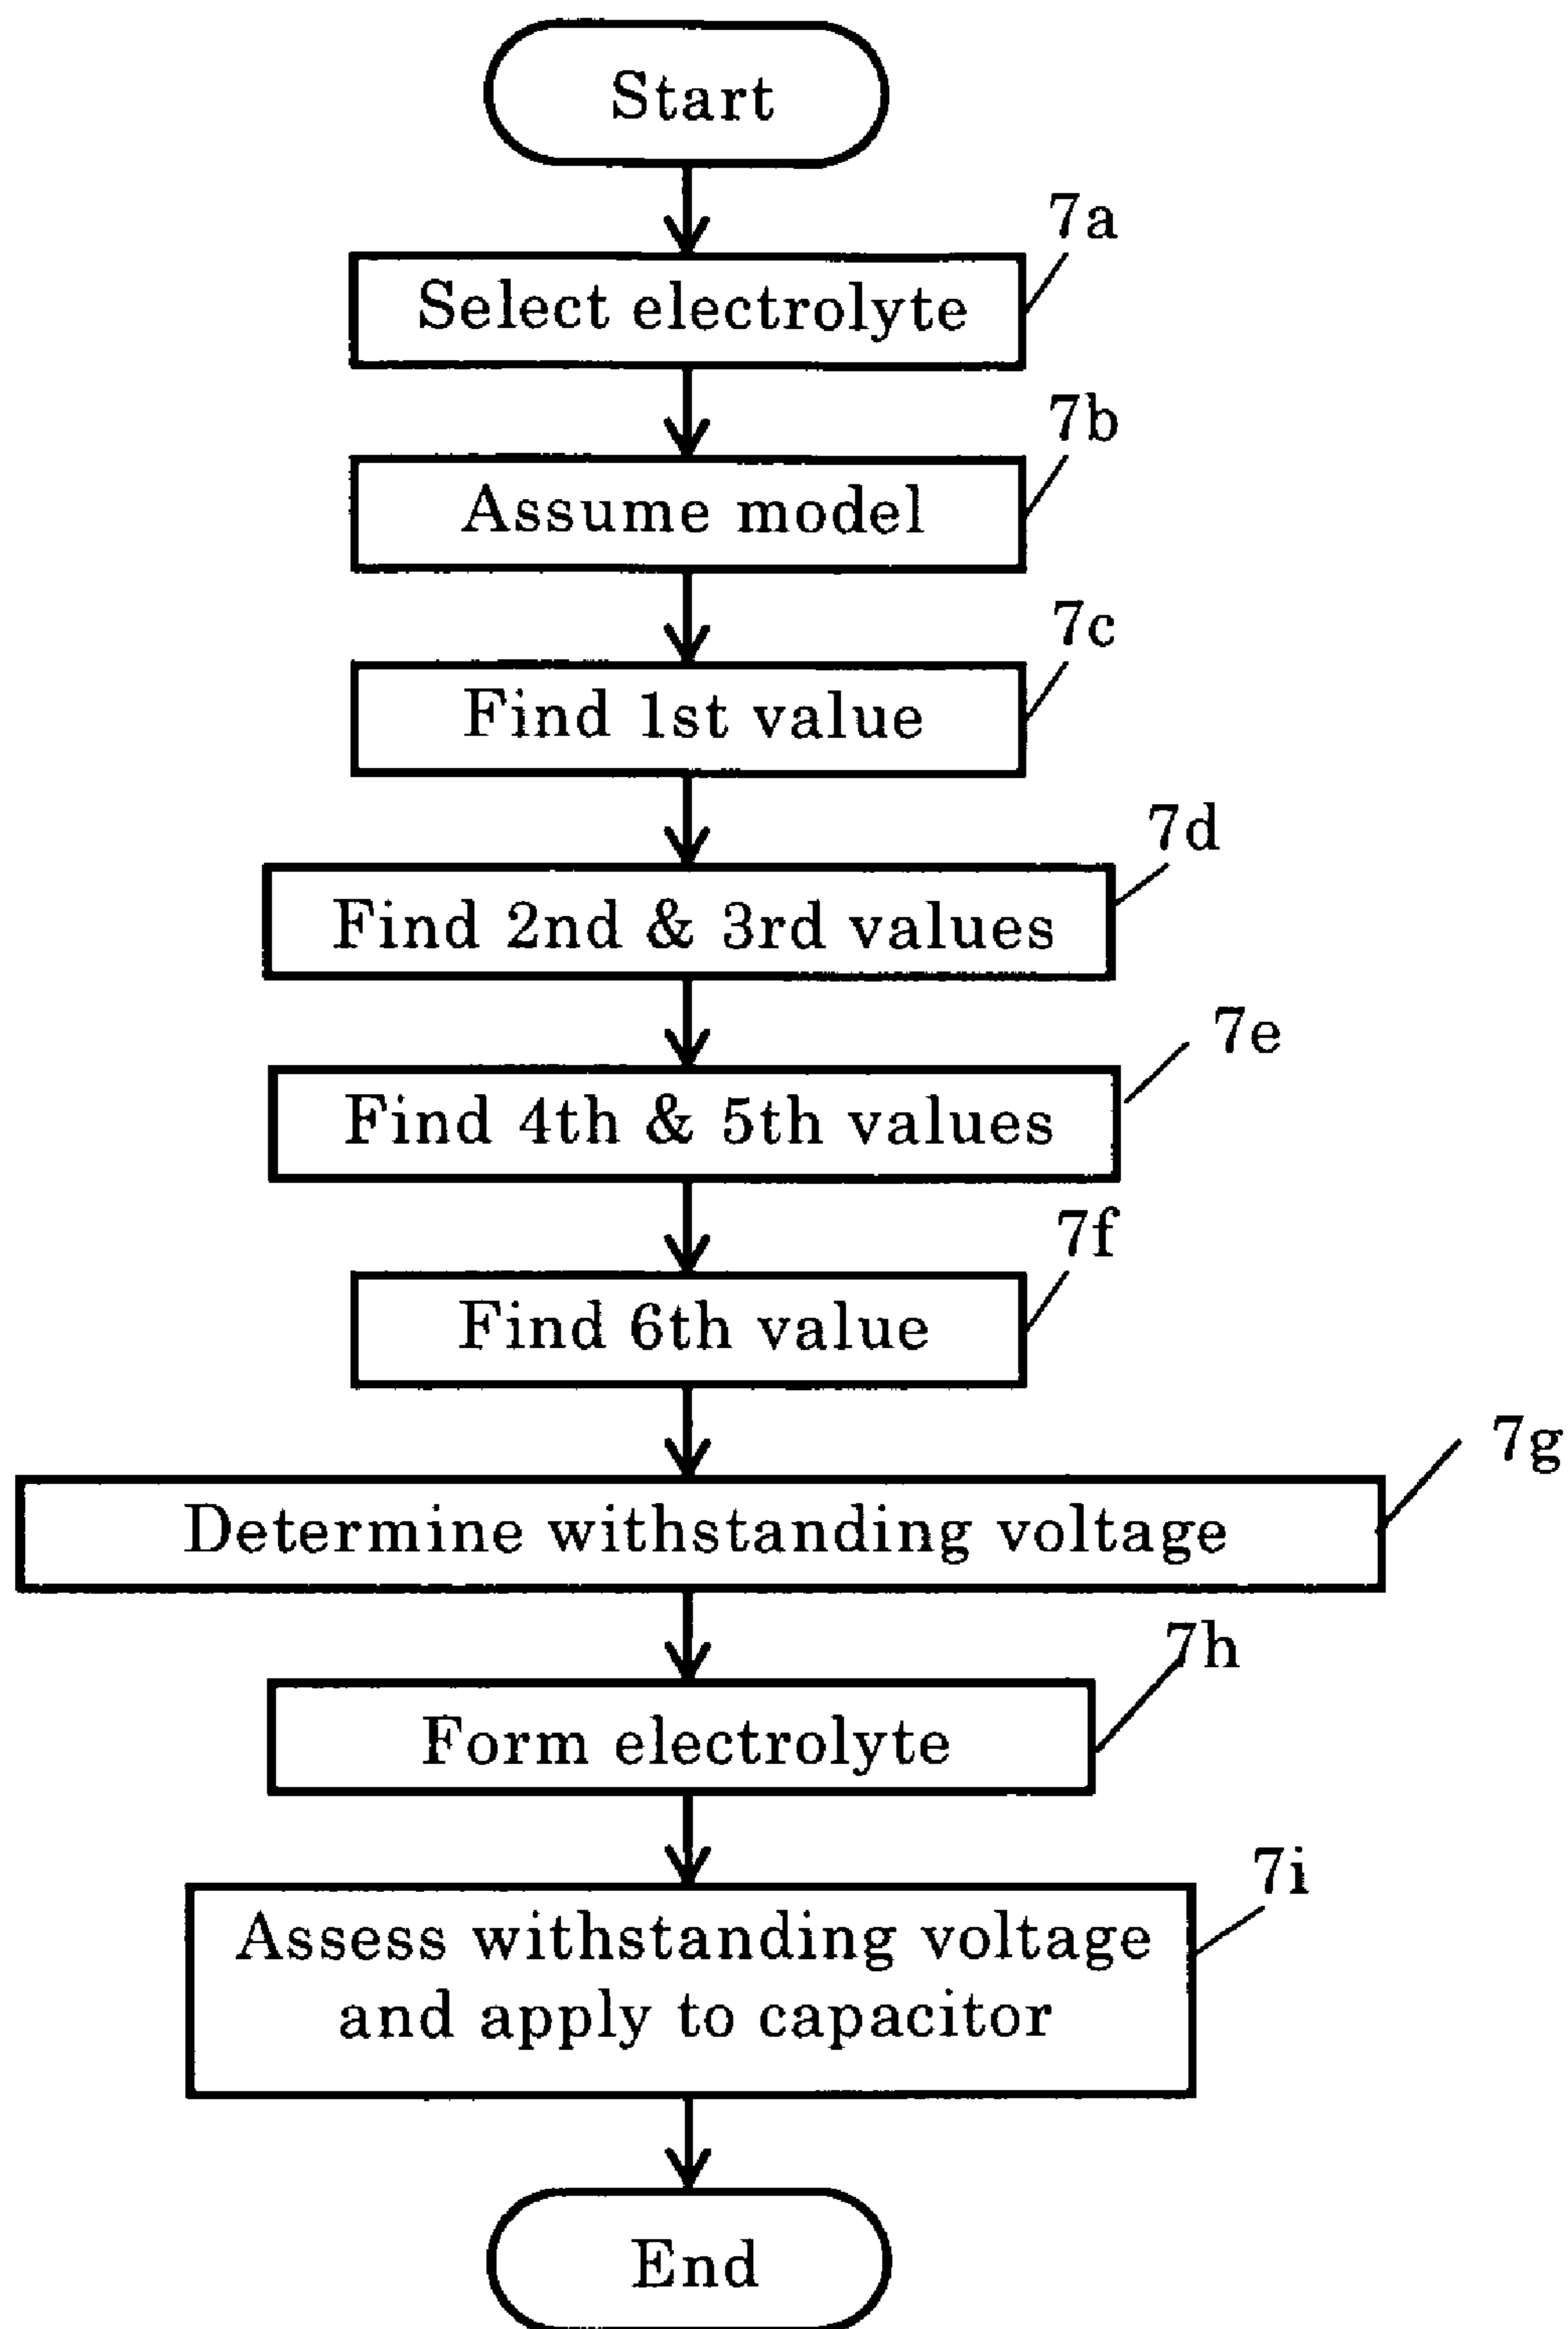 Start
7a
Select electrolyte
7b
Assume model
7c
Find 1st value
7d
Find 2nd & 3rd values
7e
Find 4th & 5th values
7f
Find 6th value
7g
Determine withstanding voltage
7h
Form electrolyte
7i
Assess withstanding voltage
and apply to capacitor
End